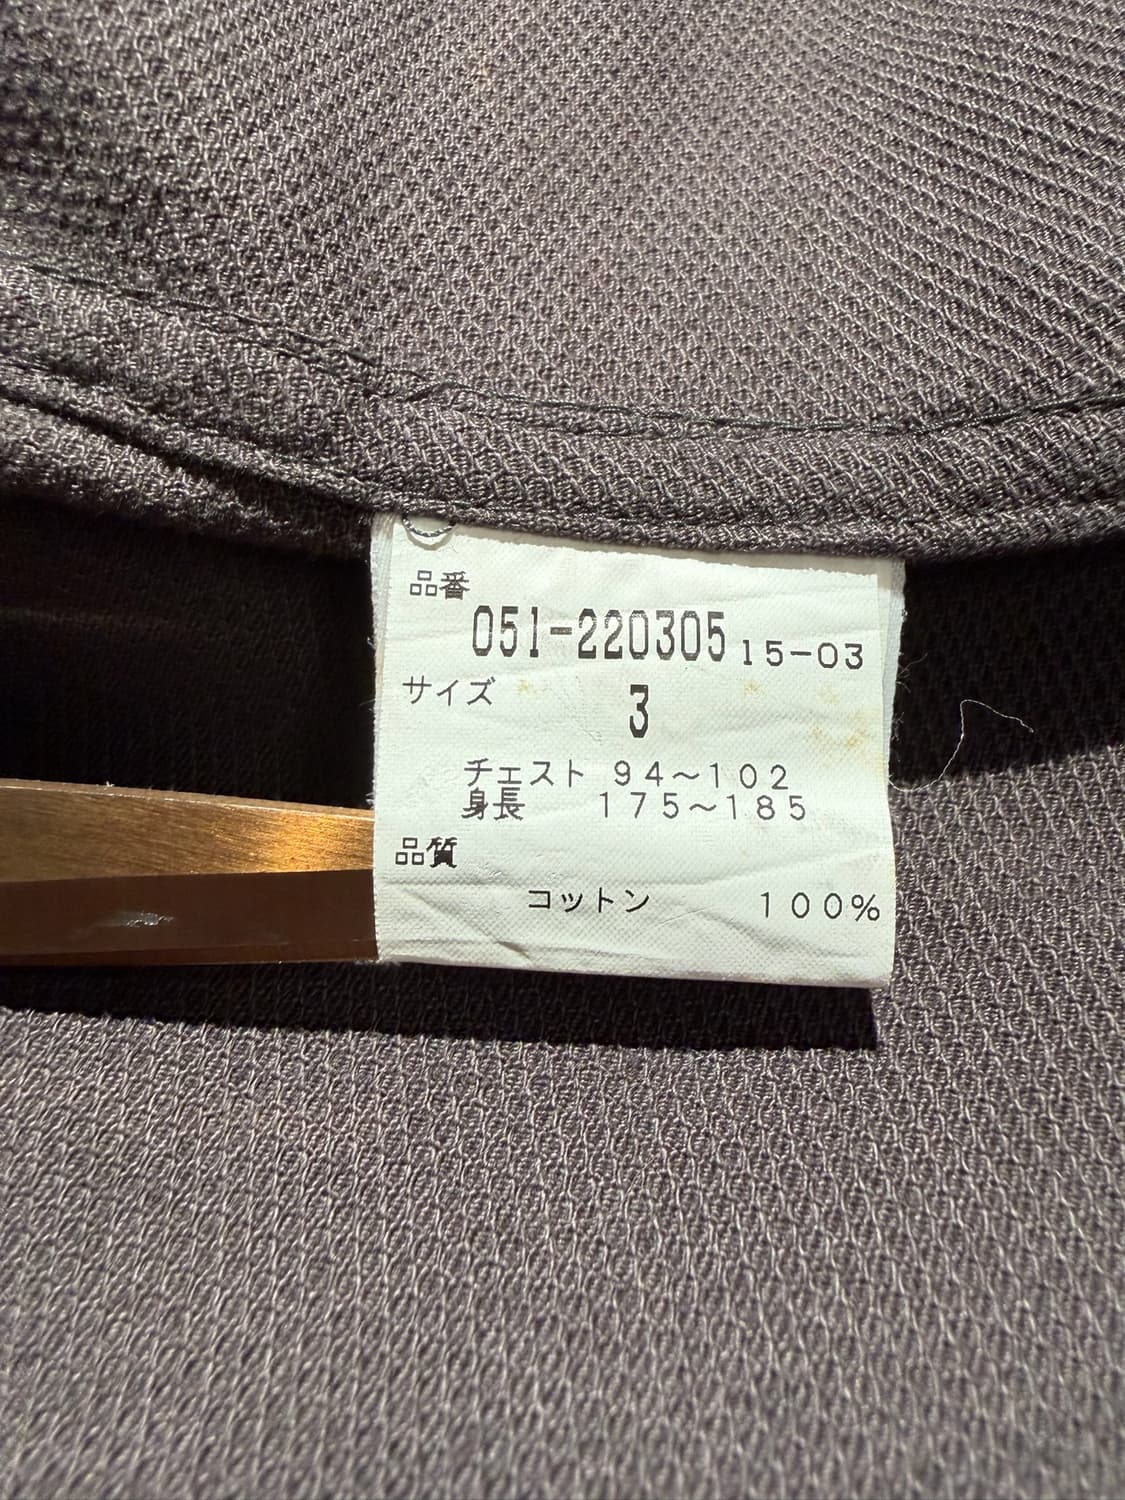 品番
051-220305 15-03
サイズ 3
チェスト 94～102
身長 175～185
品質
コットン 100%